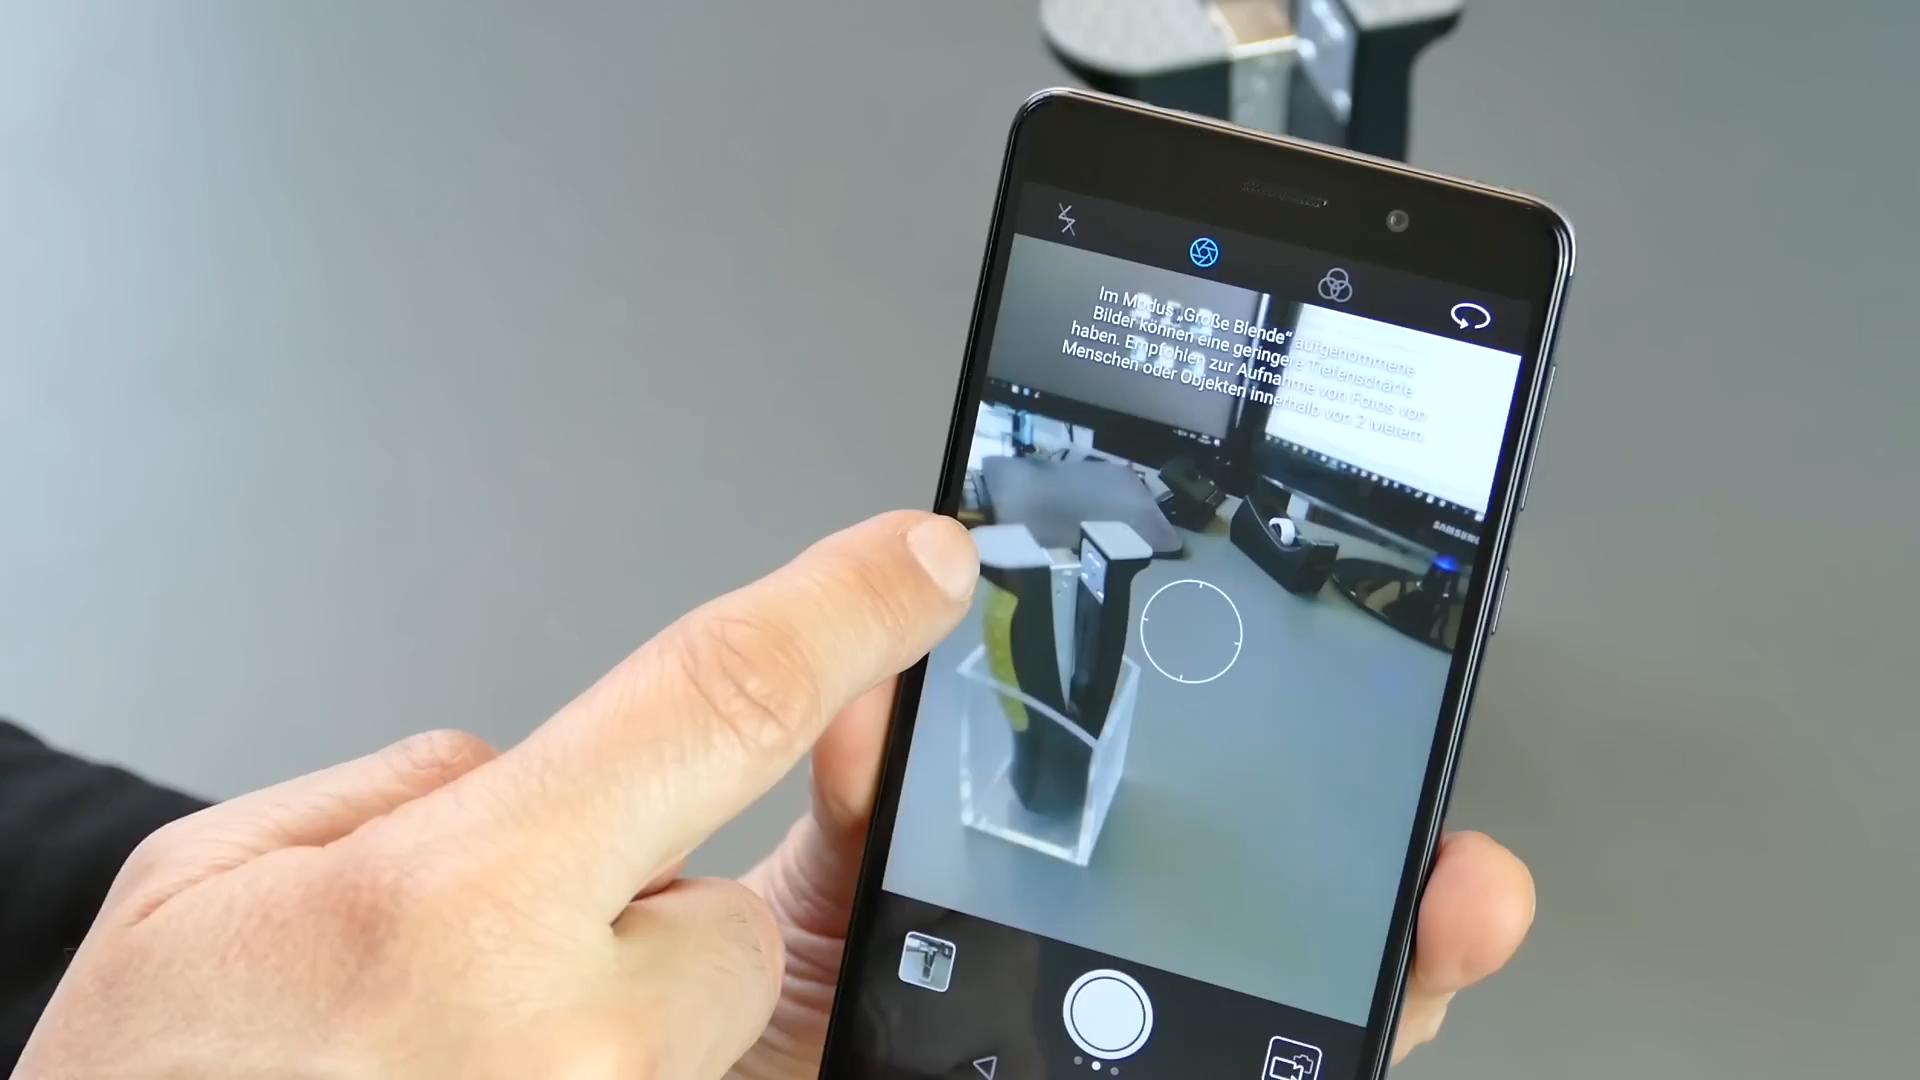 Im Modus „Große Blende“ aufgenommene
Bilder können eine geringere Tiefenschärfe
haben. Empfohlen zur Aufnahme von Fotos von
Menschen oder Objekten innerhalb von 2 Metern.
SAMSUNG